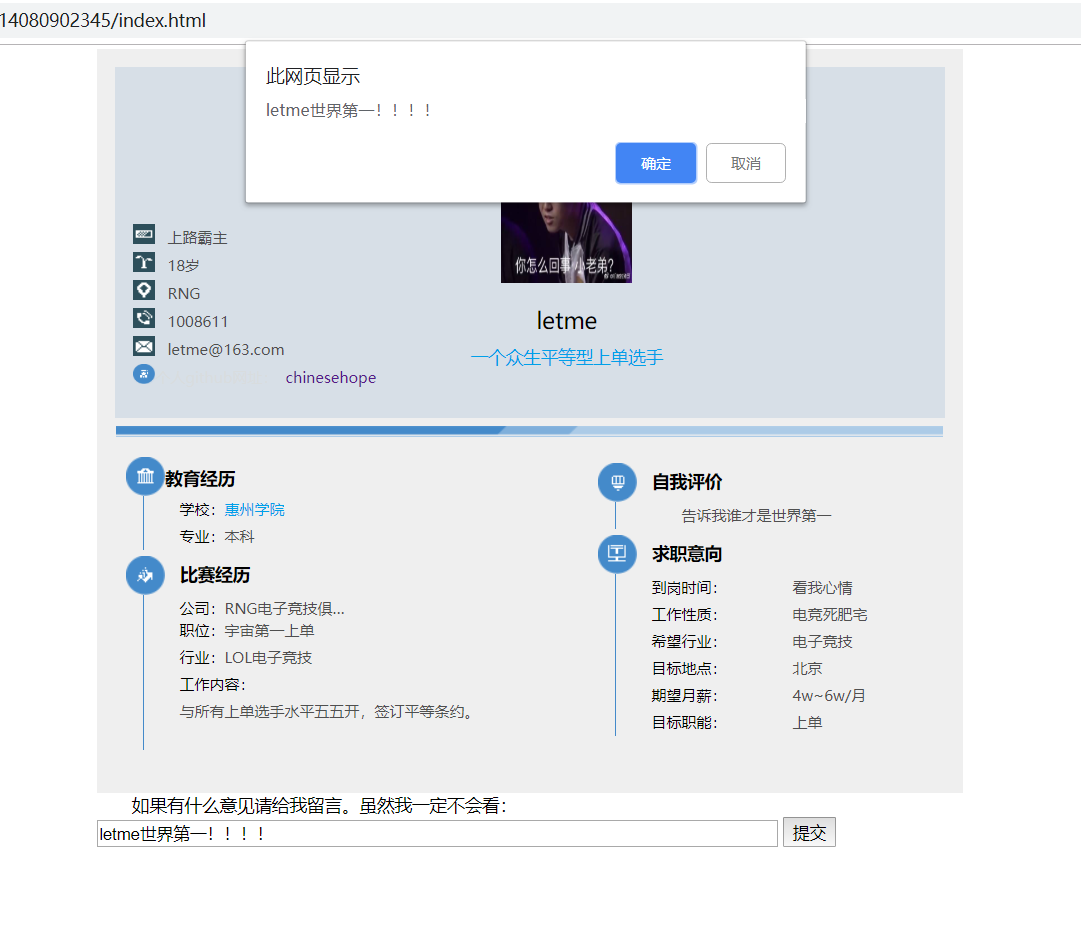 14080902345/index.html
此网页显示
letme世界第一！！！！
确定
取消
你怎么回事 小老弟?
上路霸主
18岁
RNG
1008611
letme@163.com
chinesehope
letme
一个众生平等型上单选手
教育经历
学校： 惠州学院
专业： 本科
比赛经历
公司： RNG电子竞技俱...
职位： 宇宙第一上单
行业： LOL电子竞技
工作内容：
与所有上单选手水平五五开，签订平等条约。
自我评价
告诉我谁才是世界第一
求职意向
到岗时间： 看我心情
工作性质： 电竞死肥宅
希望行业： 电子竞技
目标地点： 北京
期望月薪： 4w~6w/月
目标职能： 上单
如果有什么意见请给我留言。虽然我一定不会看：
letme世界第一！！！！
提交